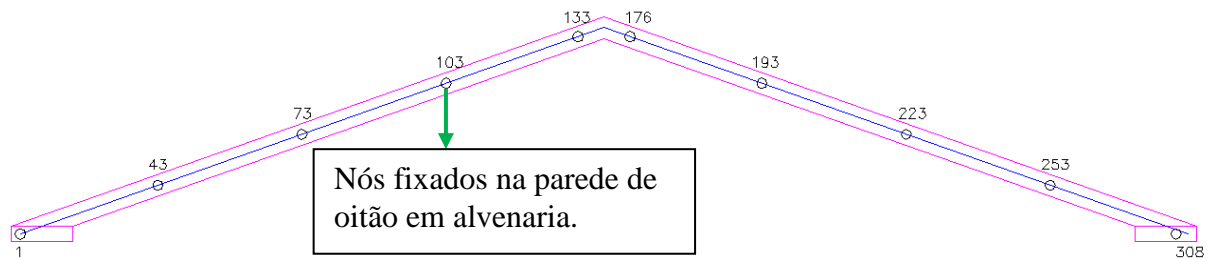 133 176
103 193
73 223
43 253
Nós fixados na parede de
oitão em alvenaria.
1 308